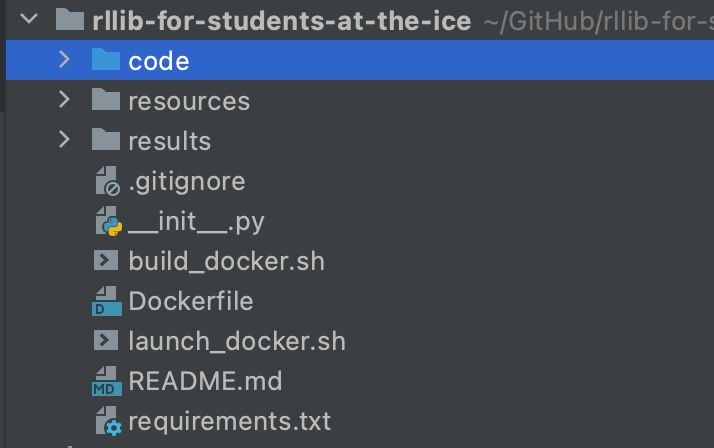 rllib-for-students-at-the-ice ~/GitHub/rllib-for-s
code
resources
results
.gitignore
__init__.py
build_docker.sh
D Dockerfile
launch_docker.sh
MD README.md
requirements.txt